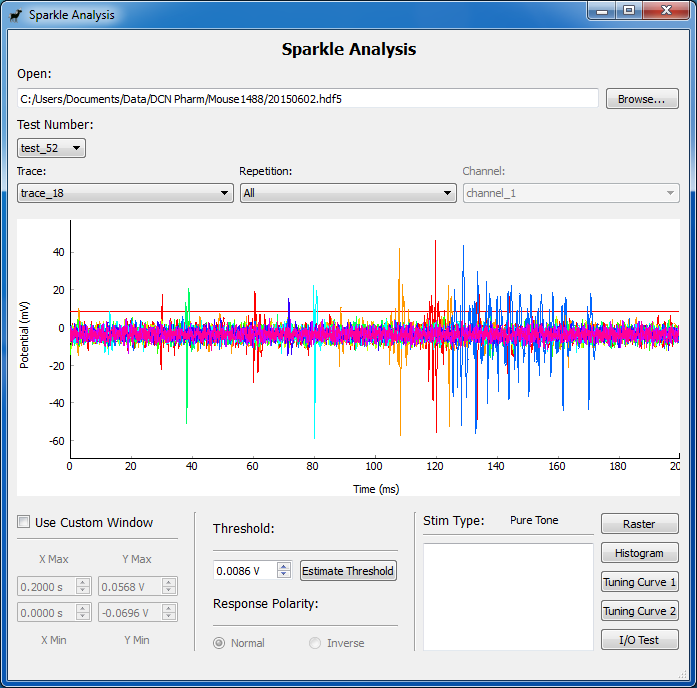 Sparkle Analysis
Sparkle Analysis
Open:
C:/Users/Documents/Data/DCN Pharm/Mouse1488/20150602.hdf5 Browse...
Test Number:
test_52
Trace: Repetition: Channel:
trace_18 All channel_1
40
20
0
-20
-40
-60
Potential (mV)
0 20 40 60 80 100 120 140 160 180 20
Time (ms)
Use Custom Window
X Max Y Max
0.2000 s 0.0568 V
0.0000 s -0.0696 V
X Min Y Min
Threshold:
0.0086 V Estimate Threshold
Response Polarity:
Normal Inverse
Stim Type: Pure Tone
Raster
Histogram
Tuning Curve 1
Tuning Curve 2
I/O Test